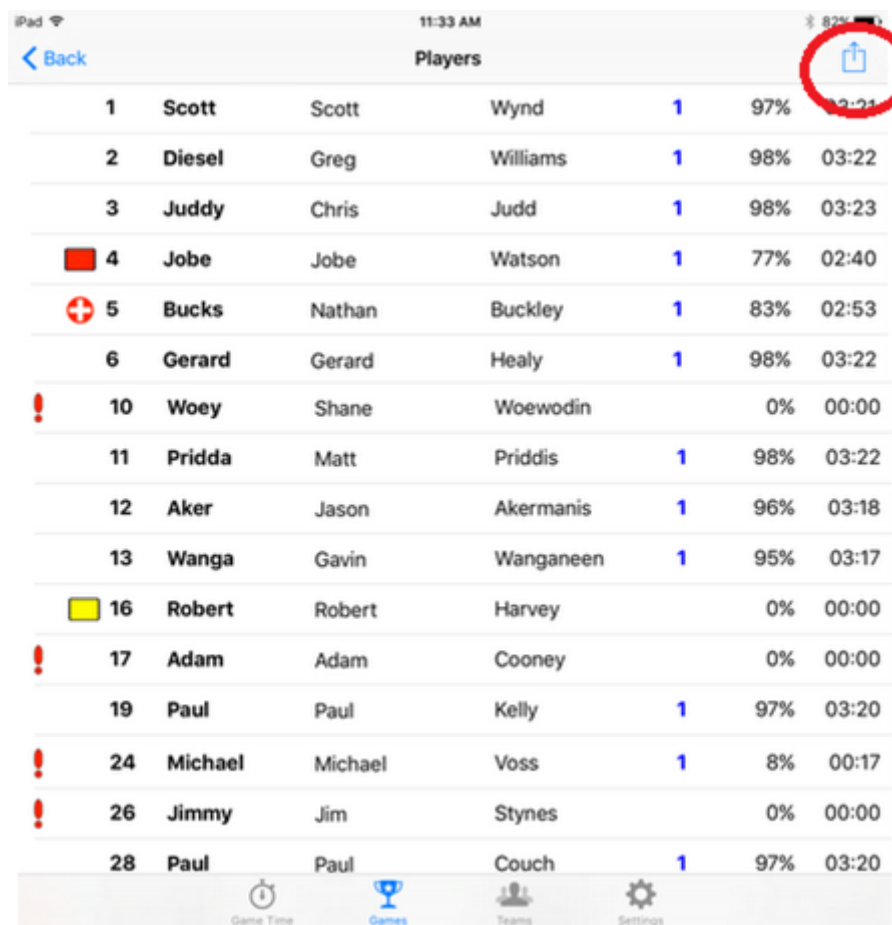 iPad 11:33 AM 82%
Back Players
1 Scott Scott Wynd 1 97% 03:21
2 Diesel Greg Williams 1 98% 03:22
3 Juddy Chris Judd 1 98% 03:23
4 Jobe Jobe Watson 1 77% 02:40
5 Bucks Nathan Buckley 1 83% 02:53
6 Gerard Gerard Healy 1 98% 03:22
10 Woey Shane Woewodin 0% 00:00
11 Pridda Matt Priddis 1 98% 03:22
12 Aker Jason Akermanis 1 96% 03:18
13 Wanga Gavin Wanganeen 1 95% 03:17
16 Robert Robert Harvey 0% 00:00
17 Adam Adam Cooney 0% 00:00
19 Paul Paul Kelly 1 97% 03:20
24 Michael Michael Voss 1 8% 00:17
26 Jimmy Jim Stynes 0% 00:00
28 Paul Paul Couch 1 97% 03:20
Game Time Games Teams Settings